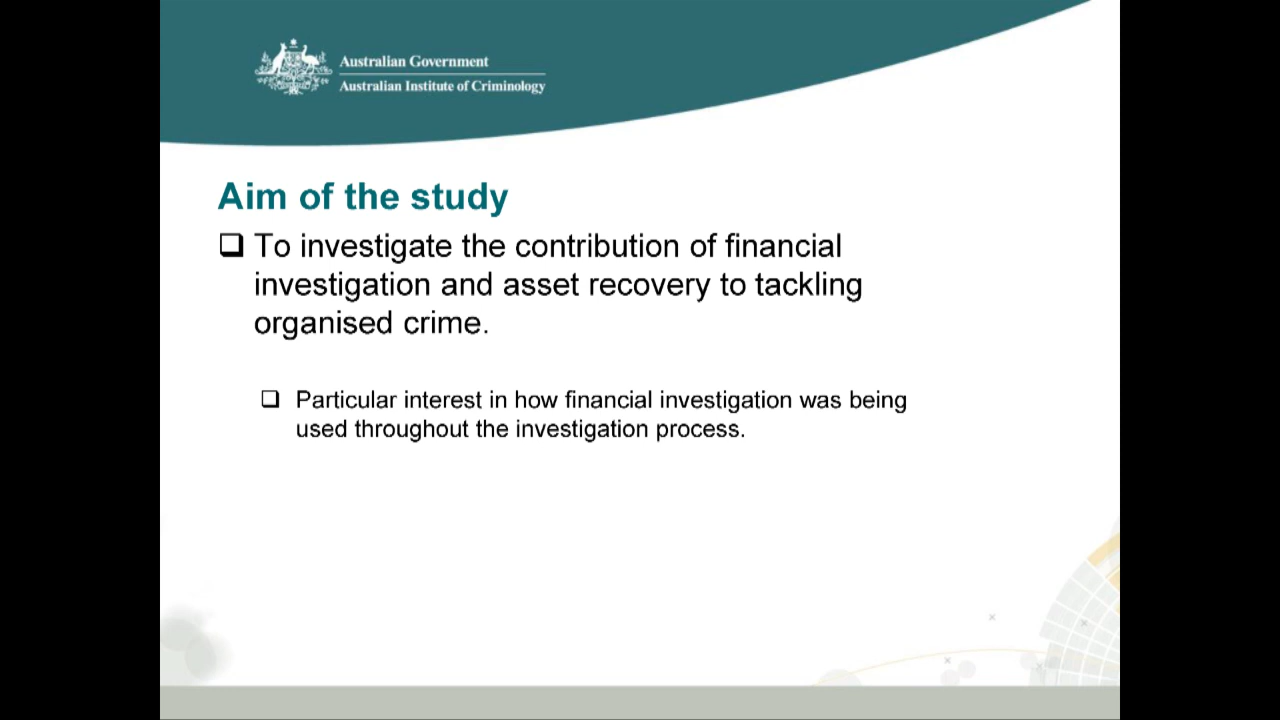 Australian Government
Australian Institute of Criminology
Aim of the study
To investigate the contribution of financial
investigation and asset recovery to tackling
organised crime.
Particular interest in how financial investigation was being
used throughout the investigation process.